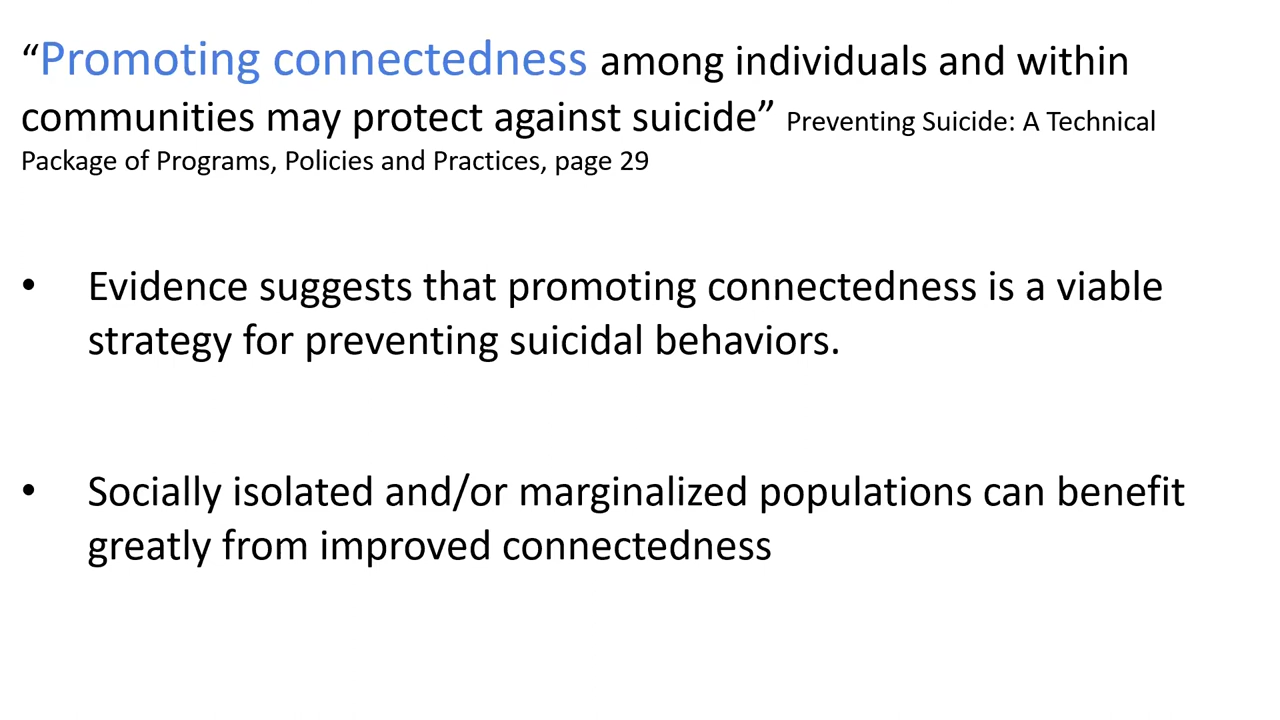 “Promoting connectedness among individuals and within
communities may protect against suicide” Preventing Suicide: A Technical
Package of Programs, Policies and Practices, page 29
• Evidence suggests that promoting connectedness is a viable
strategy for preventing suicidal behaviors.
• Socially isolated and/or marginalized populations can benefit
greatly from improved connectedness